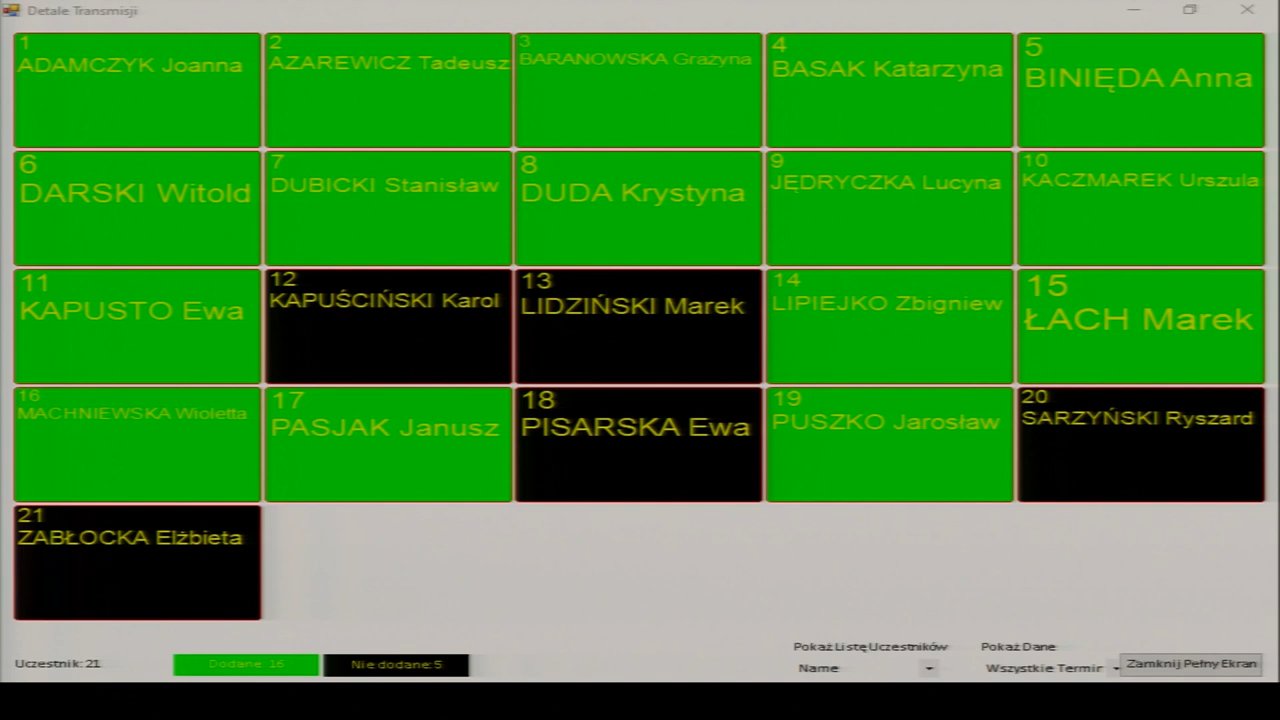 Detale Transmisji
1
ADAMCZYK Joanna
2
AZAREWICZ Tadeusz
3
BARANOWSKA Grażyna
4
BASAK Katarzyna
5
BINIĘDA Anna
6
DARSKI Witold
7
DUBICKI Stanisław
8
DUDA Krystyna
9
JĘDRYCZKA Lucyna
10
KACZMAREK Urszula
11
KAPUSTO Ewa
12
KAPUŚCIŃSKI Karol
13
LIDZIŃSKI Marek
14
LIPIEJKO Zbigniew
15
ŁACH Marek
16
MACHNIEWSKA Wioletta
17
PASJAK Janusz
18
PISARSKA Ewa
19
PUSZKO Jarosław
20
SARZYŃSKI Ryszard
21
ZABŁOCKA Elżbieta
Pokaż Listę Uczestników Pokaż Dane
Uczestnik: 21 Dodane: 16 Nie dodane: 5 Name Wszystkie Termir Zamknij Pełny Ekran